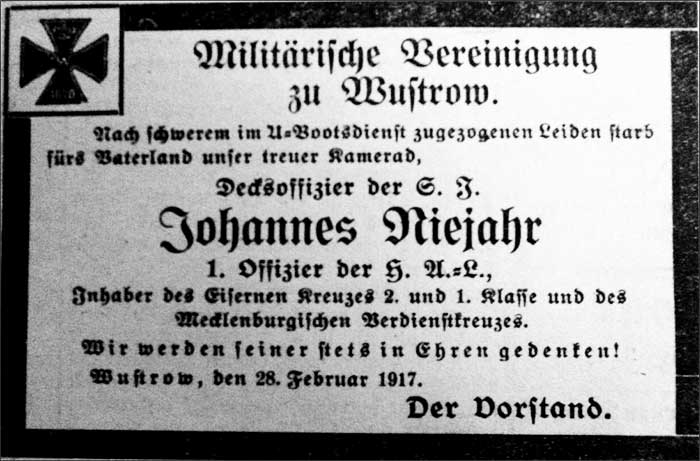 Militärische Vereinigung
zu Wustrow.
Nach schwerem im U=Bootsdienst zugezogenen Leiden starb
fürs Vaterland unser treuer Kamerad,
Decksoffizier der S. I.
Johannes Niejahr
1. Offizier der H. A.=L.,
Inhaber des Eisernen Kreuzes 2. und 1. Klasse und des
Mecklenburgischen Verdienstkreuzes.
Wir werden seiner stets in Ehren gedenken!
Wustrow, den 28. Februar 1917.
Der Vorstand.